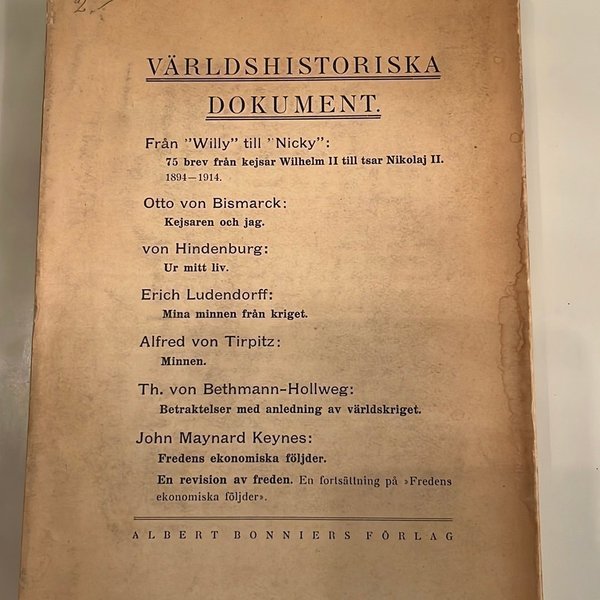 2.-
VÄRLDSHISTORISKA
DOKUMENT.
Från "Willy" till "Nicky":
75 brev från kejsar Wilhelm II till tsar Nikolaj II.
1894—1914.
Otto von Bismarck:
Kejsaren och jag.
von Hindenburg:
Ur mitt liv.
Erich Ludendorff:
Mina minnen från kriget.
Alfred von Tirpitz:
Minnen.
Th. von Bethmann-Hollweg:
Betraktelser med anledning av världskriget.
John Maynard Keynes:
Fredens ekonomiska följder.
En revision av freden. En fortsättning på »Fredens
ekonomiska följder».
ALBERT BONNIERS FÖRLAG